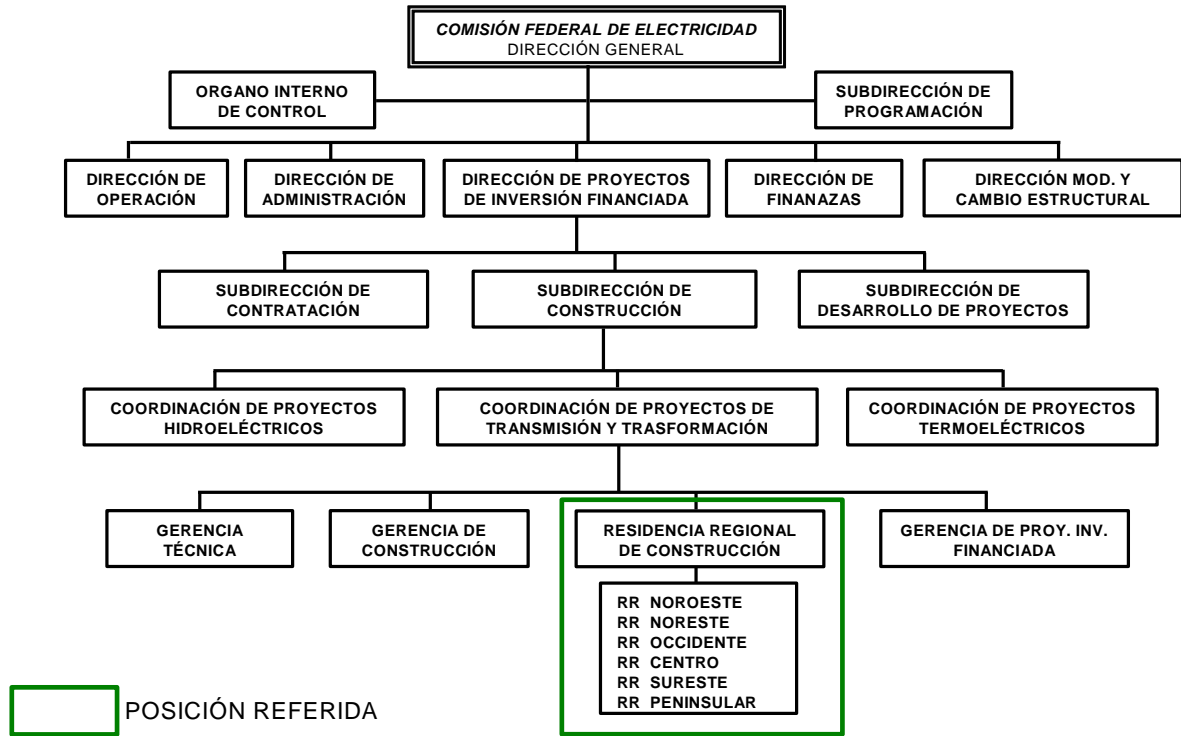 COMISIÓN FEDERAL DE ELECTRICIDAD
DIRECCIÓN GENERAL
ORGANO INTERNO
DE CONTROL
SUBDIRECCIÓN DE
PROGRAMACIÓN
DIRECCIÓN DE
OPERACIÓN
DIRECCIÓN DE
ADMINISTRACIÓN
DIRECCIÓN DE PROYECTOS
DE INVERSIÓN FINANCIADA
DIRECCIÓN DE
FINANAZAS
DIRECCIÓN MOD. Y
CAMBIO ESTRUCTURAL
SUBDIRECCIÓN DE
CONTRATACIÓN
SUBDIRECCIÓN DE
CONSTRUCCIÓN
SUBDIRECCIÓN DE
DESARROLLO DE PROYECTOS
COORDINACIÓN DE PROYECTOS
HIDROELÉCTRICOS
COORDINACIÓN DE PROYECTOS DE
TRANSMISIÓN Y TRASFORMACIÓN
COORDINACIÓN DE PROYECTOS
TERMOELÉCTRICOS
GERENCIA
TÉCNICA
GERENCIA DE
CONSTRUCCIÓN
RESIDENCIA REGIONAL
DE CONSTRUCCIÓN
GERENCIA DE PROY. INV.
FINANCIADA
RR NOROESTE
RR NORESTE
RR OCCIDENTE
RR CENTRO
RR SURESTE
RR PENINSULAR
POSICIÓN REFERIDA